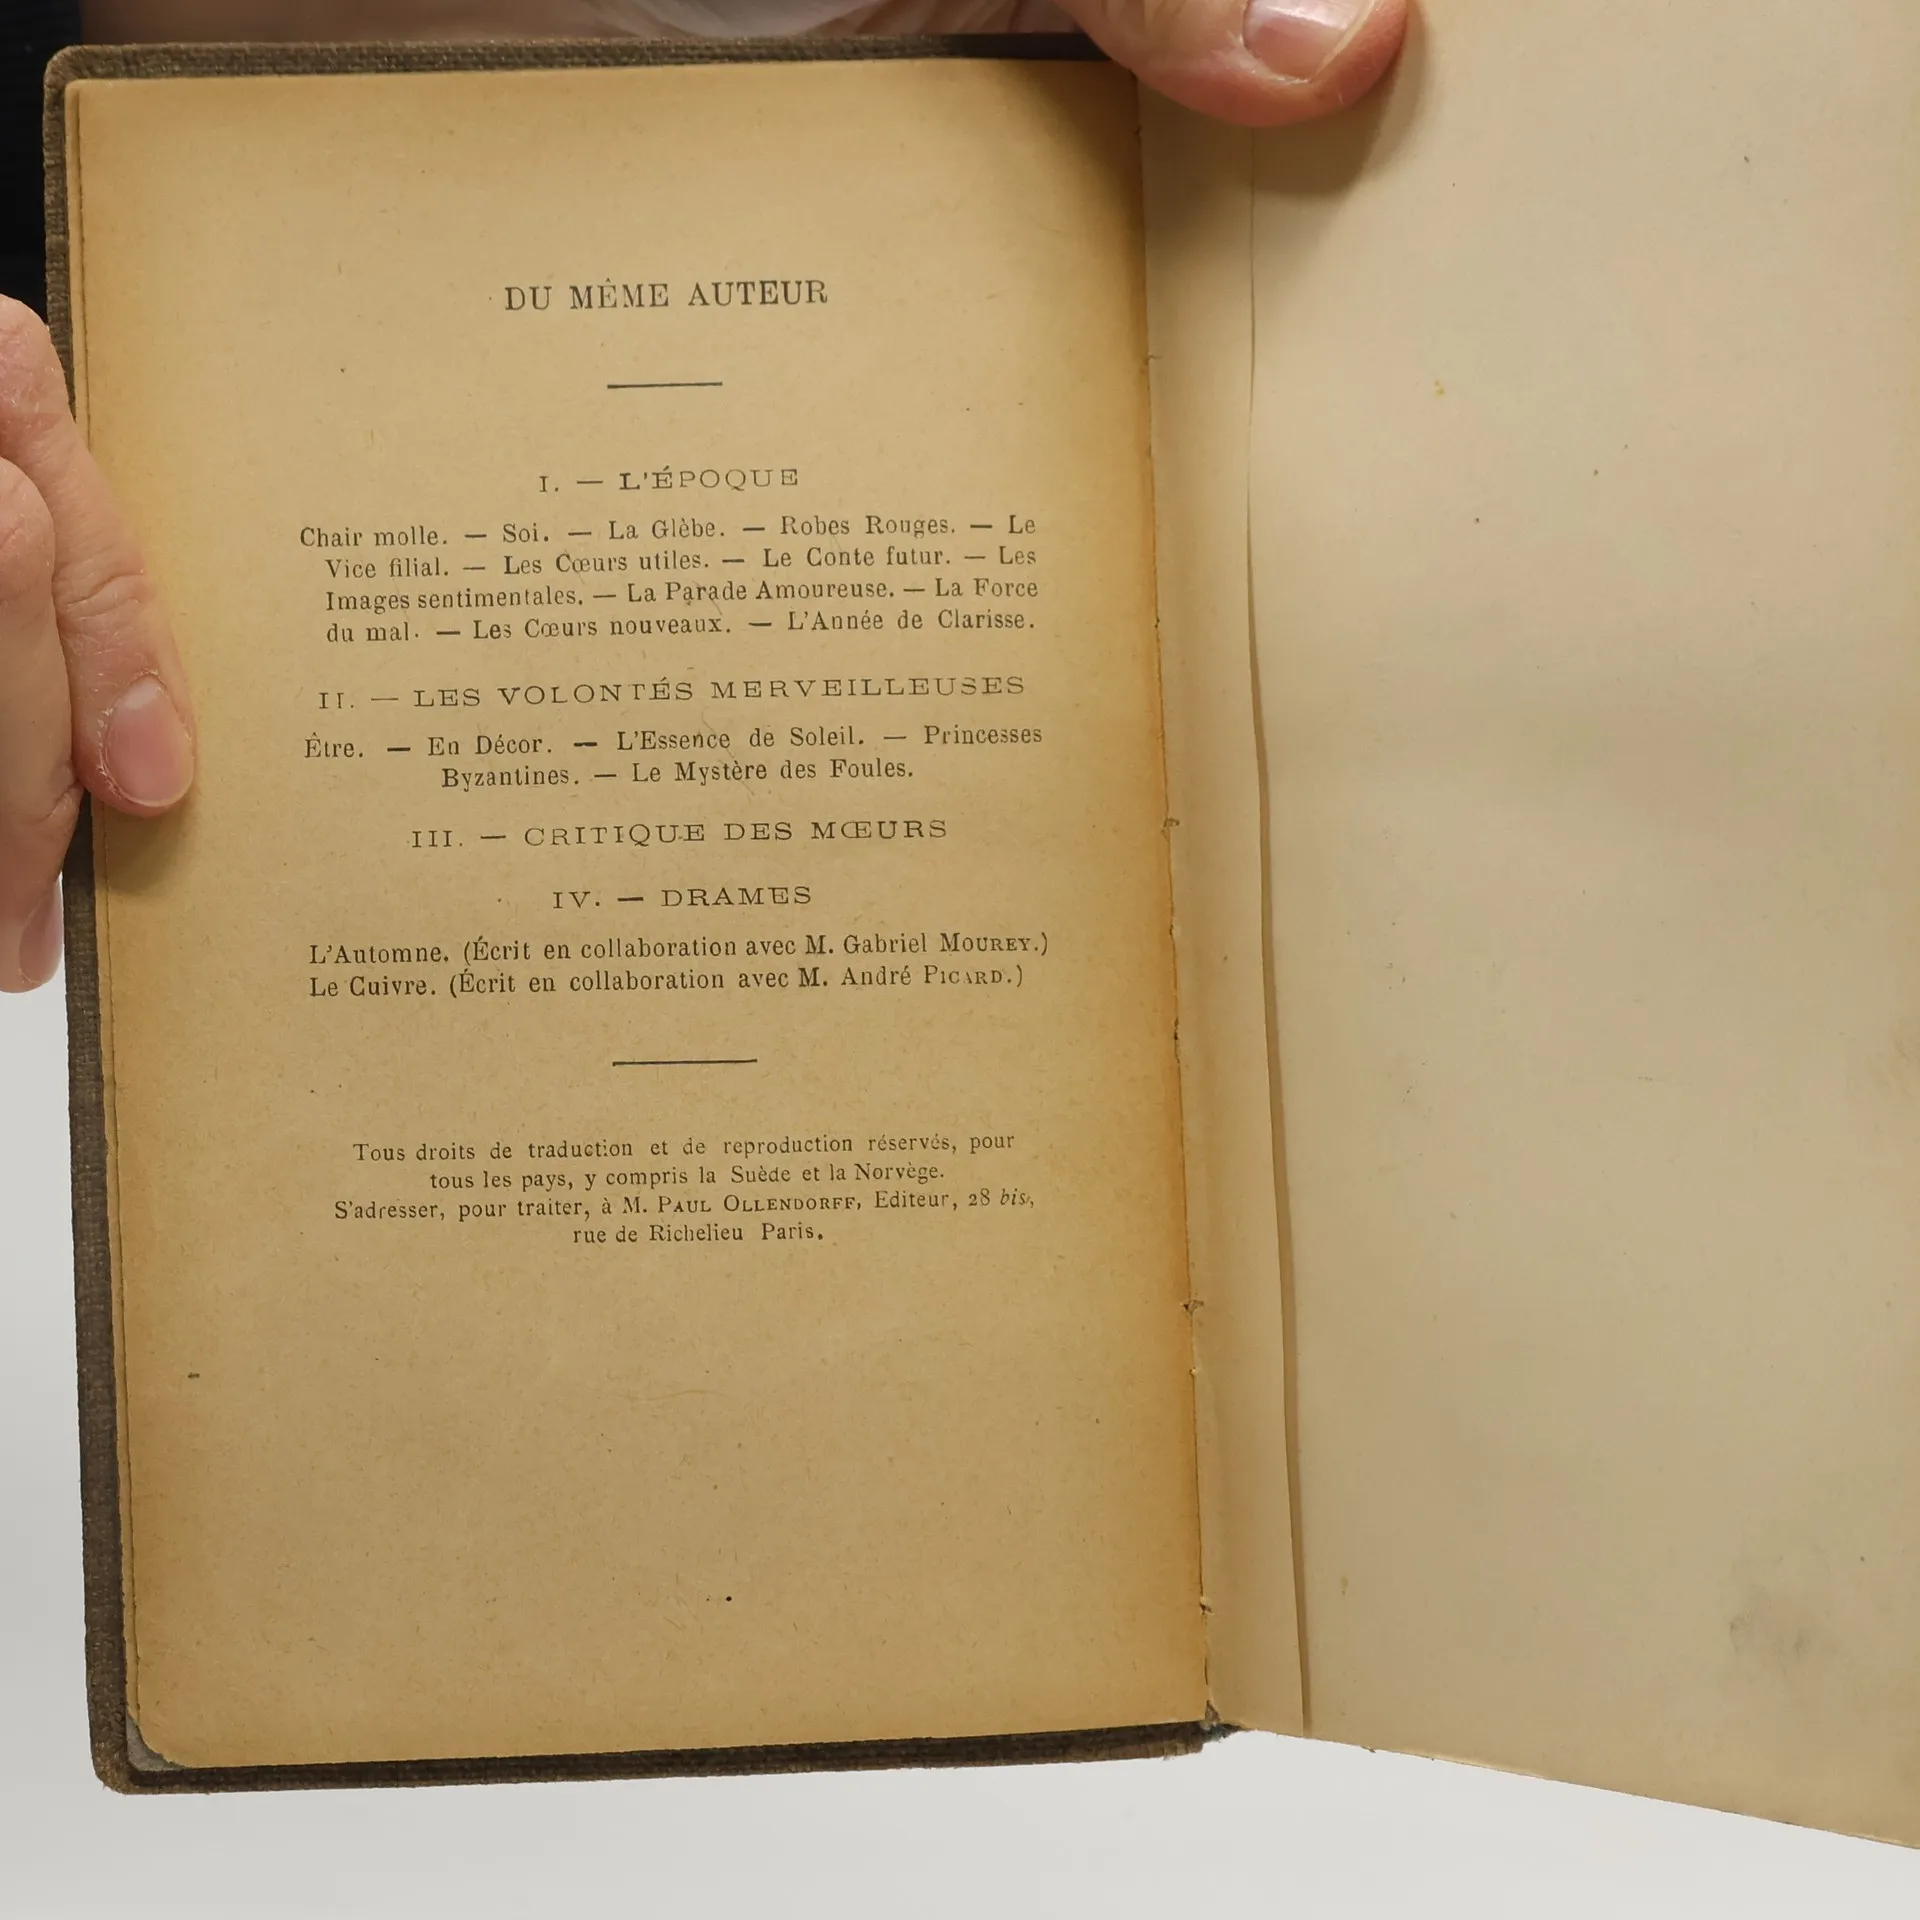 DU MÊME AUTEUR
I. — L'ÉPOQUE
Chair molle. — Soi. — La Glèbe. — Robes Rouges. — Le
Vice filial. — Les Cœurs utiles. — Le Conte futur. — Les
Images sentimentales. — La Parade Amoureuse. — La Force
du mal. — Les Cœurs nouveaux. — L'Année de Clarisse.
II. — LES VOLONTÉS MERVEILLEUSES
Être. — En Décor. — L'Essence de Soleil. — Princesses
Byzantines. — Le Mystère des Foules.
III. — CRITIQUE DES MŒURS
IV. — DRAMES
L'Automne. (Écrit en collaboration avec M. Gabriel MOUREY.)
Le Cuivre. (Écrit en collaboration avec M. André PICARD.)
Tous droits de traduction et de reproduction réservés, pour
tous les pays, y compris la Suède et la Norvège.
S'adresser, pour traiter, à M. PAUL OLLENDORFF, Editeur, 28 bis,
rue de Richelieu Paris.